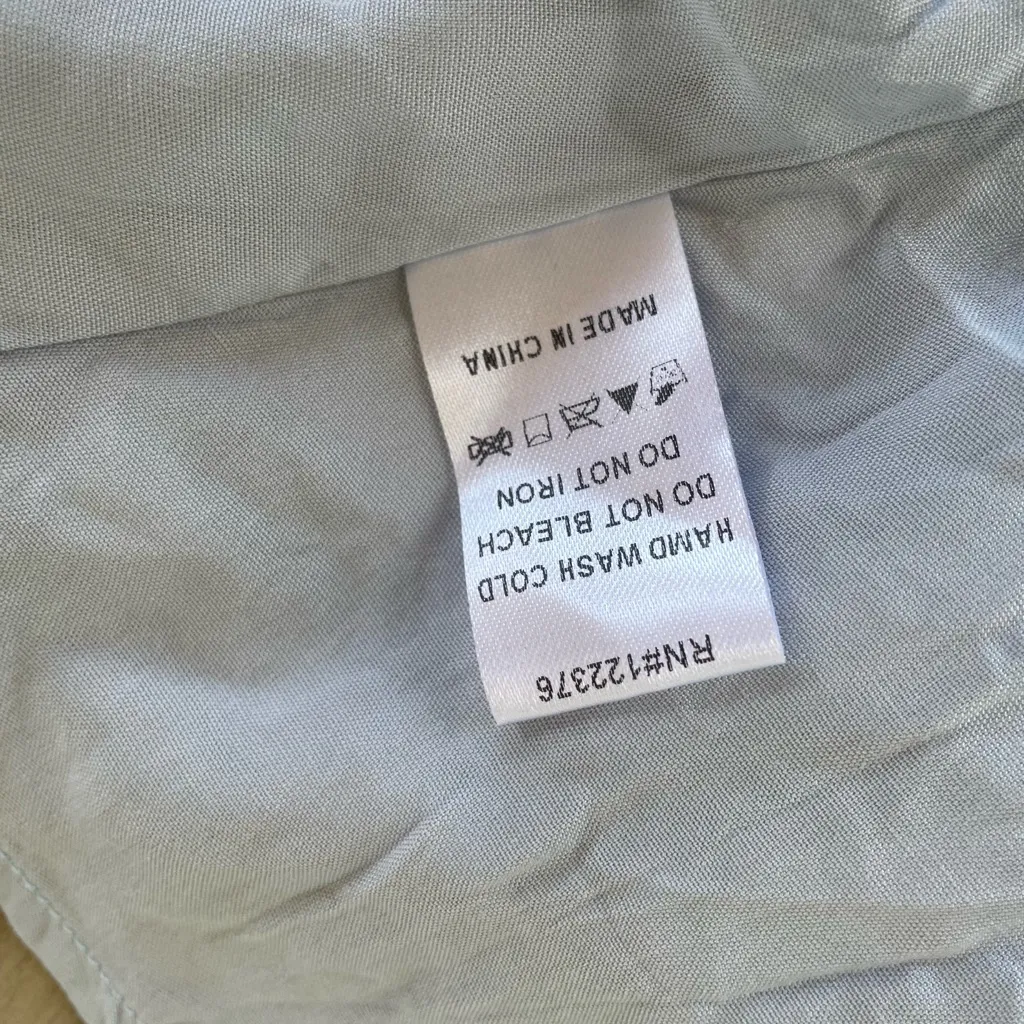 RN#122376
HAMD WASH COLD
DO NOT BLEACH
DO NOT IRON
MADE IN CHINA